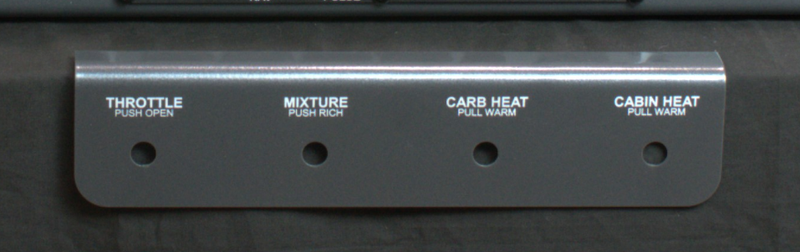 THROTTLE
PUSH OPEN
MIXTURE
PUSH RICH
CARB HEAT
PULL WARM
CABIN HEAT
PULL WARM